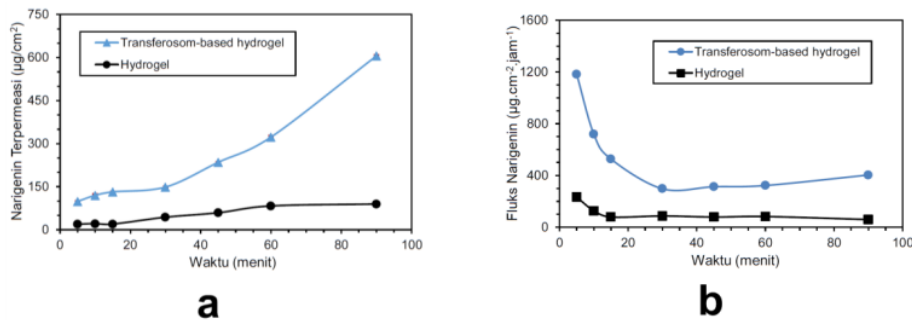 750
600
450
300
150
0
Narigenin Terpermeasi (µg/cm²)
Transferosom-based hydrogel
Hydrogel
0 20 40 60 80 100
Waktu (menit)
a
1600
1200
800
400
0
Fluks Narigenin (µg.cm⁻².jam⁻¹)
Transferosom-based hydrogel
Hydrogel
0 20 40 60 80 100
Waktu (menit)
b